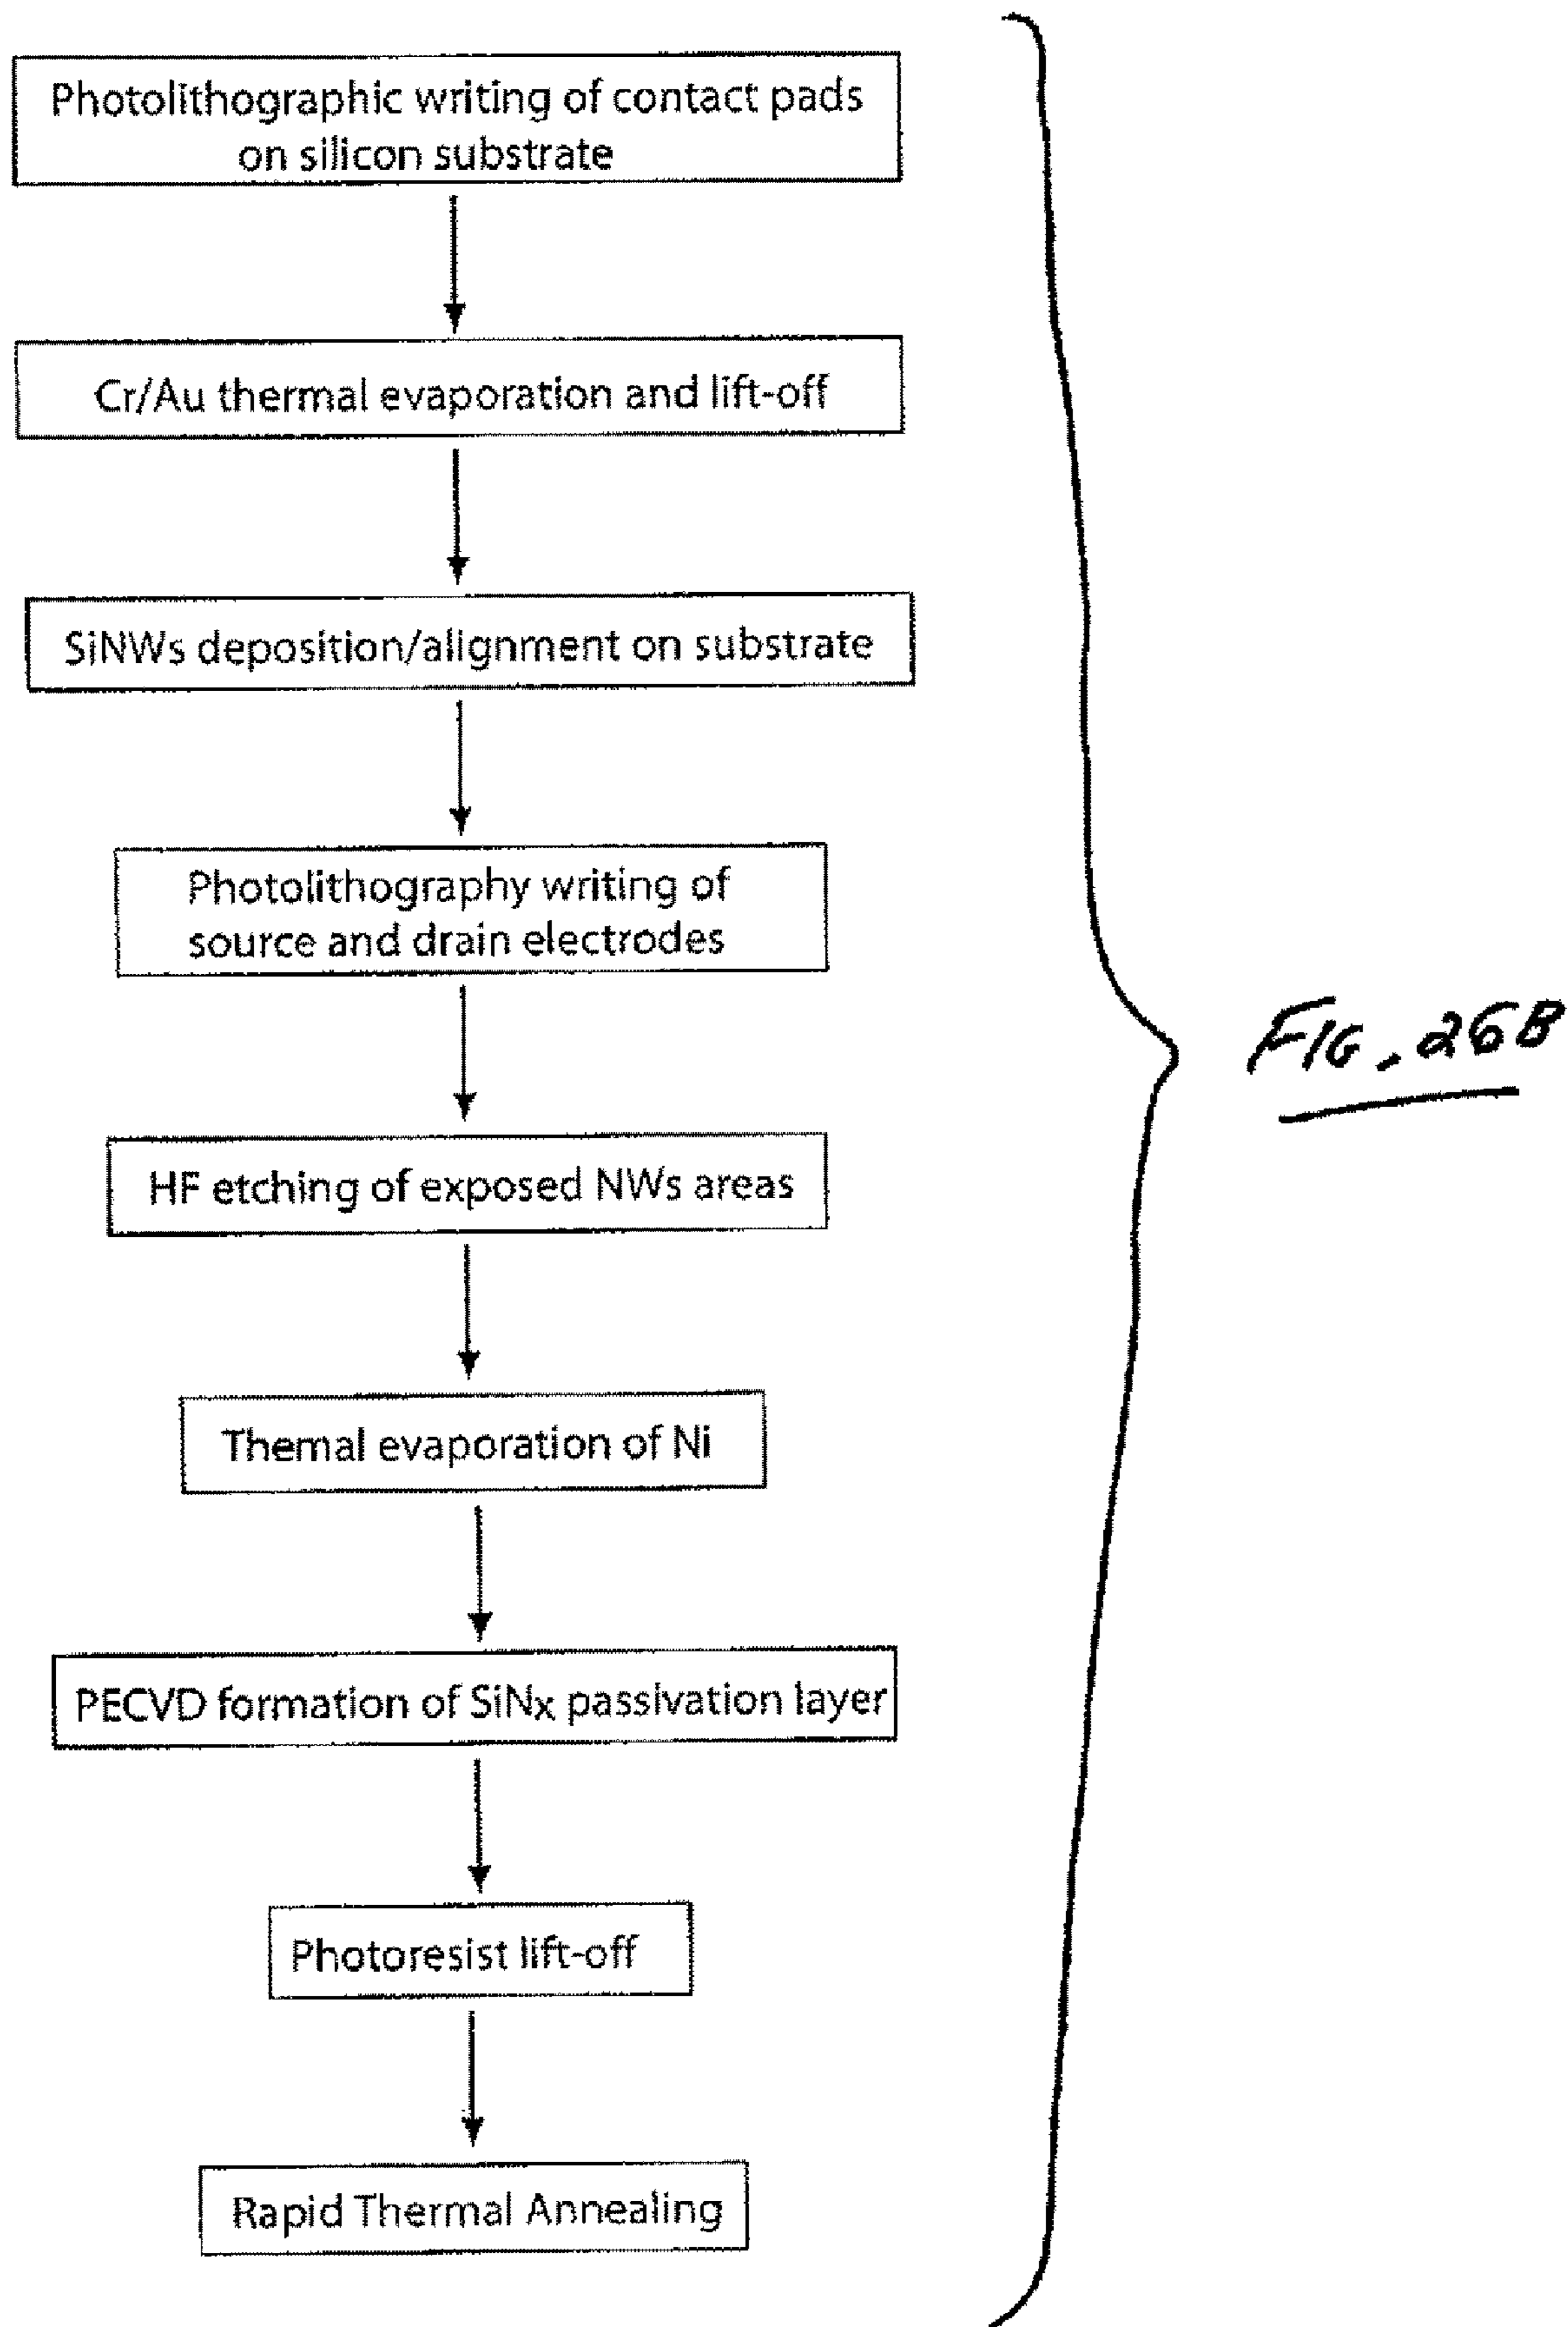 Photolithographic writing of contact pads
on silicon substrate
Cr/Au thermal evaporation and lift-off
SiNWs deposition/alignment on substrate
Photolithography writing of
source and drain electrodes
HF etching of exposed NWs areas
Themal evaporation of Ni
PECVD formation of SiNx passivation layer
Photoresist lift-off
Rapid Thermal Annealing
FIG. 26B